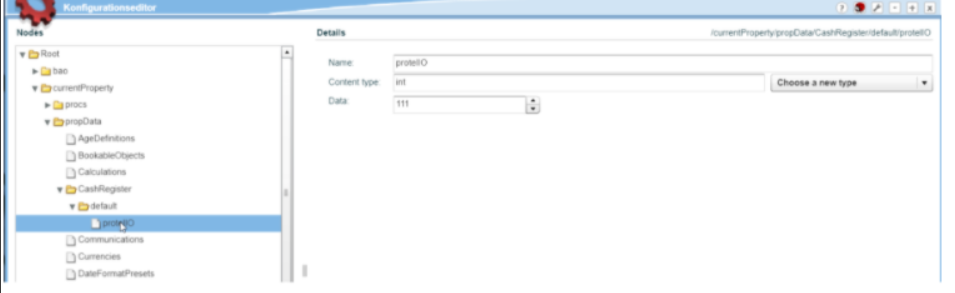 Konfigurationseditor
Nodes
Details
/currentProperty/propData/CashRegister/default/protelIO
Root
bao
currentProperty
procs
propData
AgeDefinitions
BookableObjects
Calculations
CashRegister
default
protelIO
Communications
Currencies
DateFormatPresets
Name:
protelIO
Content type:
int
Choose a new type
Data:
111